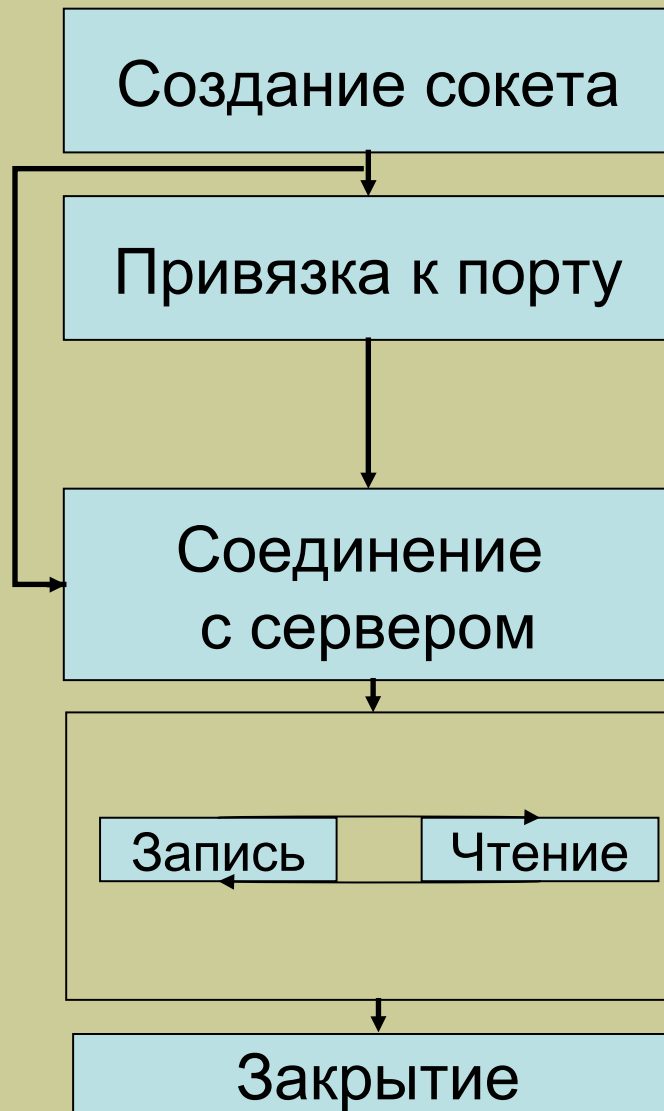 Создание сокета
Привязка к порту
Соединение
с сервером
Запись
Чтение
Закрытие